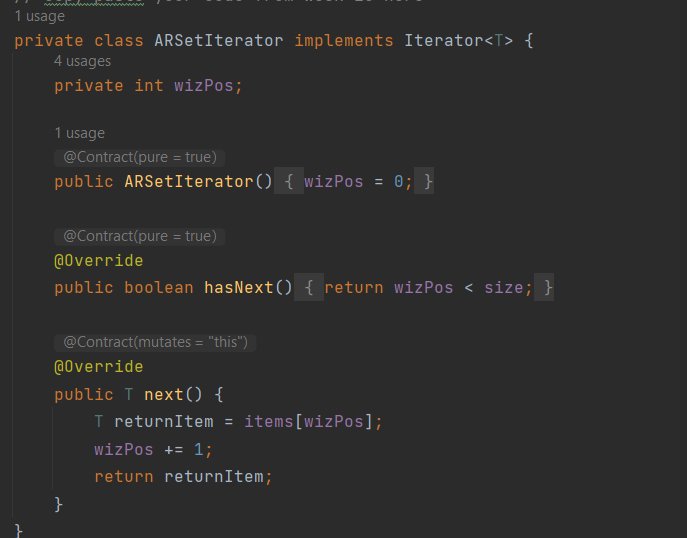 1 usage
private class ARSetIterator implements Iterator<T> {
4 usages
private int wizPos;
1 usage
@Contract(pure = true)
public ARSetIterator() { wizPos = 0; }
@Contract(pure = true)
@Override
public boolean hasNext() { return wizPos < size; }
@Contract(mutates = "this")
@Override
public T next() {
T returnItem = items[wizPos];
wizPos += 1;
return returnItem;
}
}